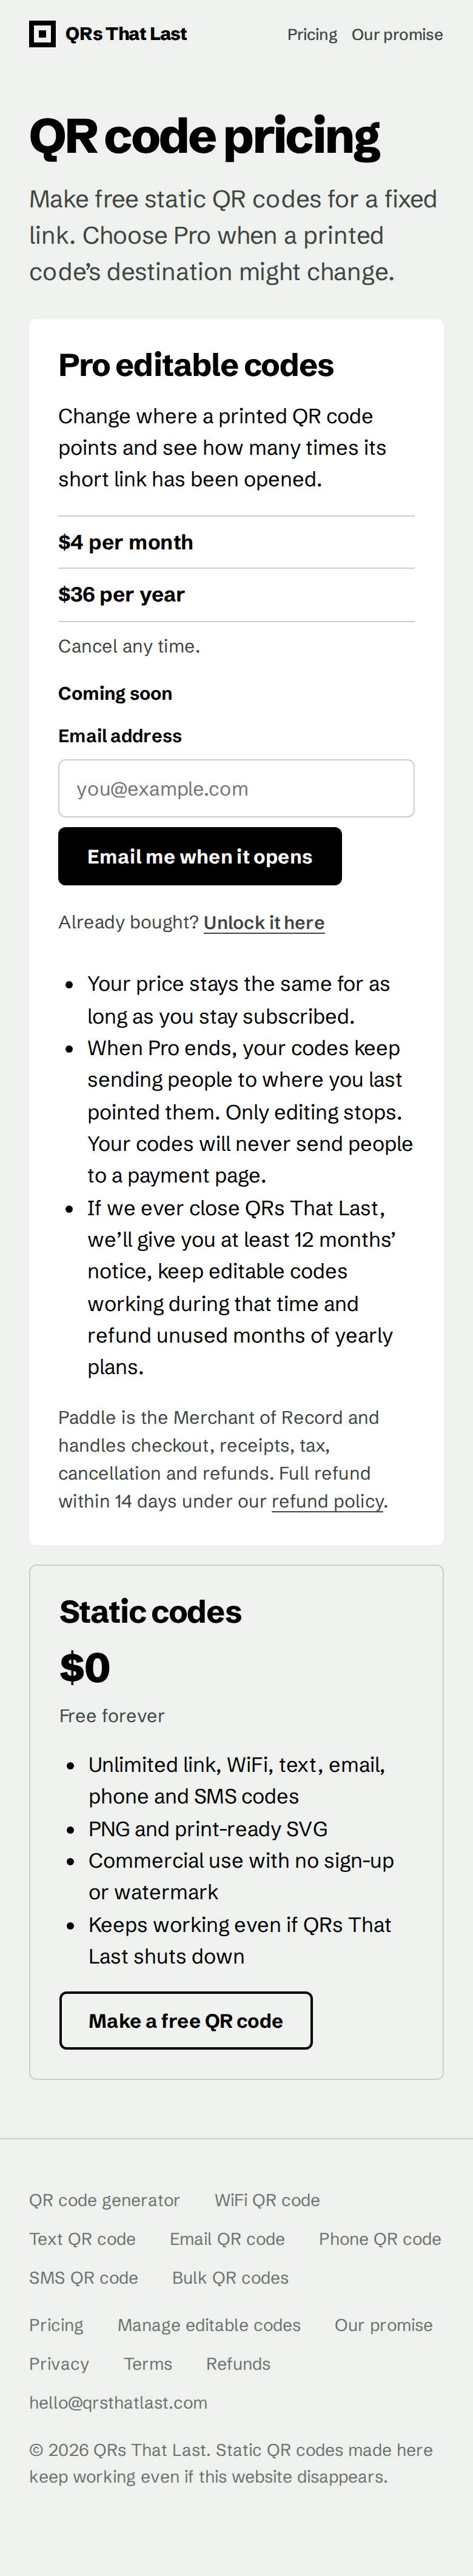 QRs That Last
Pricing
Our promise
QR code pricing
Make free static QR codes for a fixed
link. Choose Pro when a printed
code’s destination might change.
Pro editable codes
Change where a printed QR code
points and see how many times its
short link has been opened.
$4 per month
$36 per year
Cancel any time.
Coming soon
Email address
you@example.com
Email me when it opens
Already bought? Unlock it here
• Your price stays the same for as
long as you stay subscribed.
• When Pro ends, your codes keep
sending people to where you last
pointed them. Only editing stops.
Your codes will never send people
to a payment page.
• If we ever close QRs That Last,
we’ll give you at least 12 months’
notice, keep editable codes
working during that time and
refund unused months of yearly
plans.
Paddle is the Merchant of Record and
handles checkout, receipts, tax,
cancellation and refunds. Full refund
within 14 days under our refund policy.
Static codes
$0
Free forever
• Unlimited link, WiFi, text, email,
phone and SMS codes
• PNG and print-ready SVG
• Commercial use with no sign-up
or watermark
• Keeps working even if QRs That
Last shuts down
Make a free QR code
QR code generator WiFi QR code
Text QR code Email QR code Phone QR code
SMS QR code Bulk QR codes
Pricing Manage editable codes Our promise
Privacy Terms Refunds
hello@qrsthatlast.com
© 2026 QRs That Last. Static QR codes made here
keep working even if this website disappears.